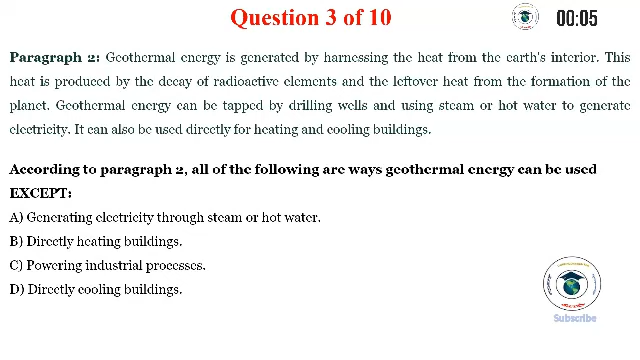 Question 3 of 10
00:05
Paragraph 2: Geothermal energy is generated by harnessing the heat from the earth's interior. This
heat is produced by the decay of radioactive elements and the leftover heat from the formation of the
planet. Geothermal energy can be tapped by drilling wells and using steam or hot water to generate
electricity. It can also be used directly for heating and cooling buildings.
According to paragraph 2, all of the following are ways geothermal energy can be used
EXCEPT:
A) Generating electricity through steam or hot water.
B) Directly heating buildings.
C) Powering industrial processes.
D) Directly cooling buildings.
Subscribe